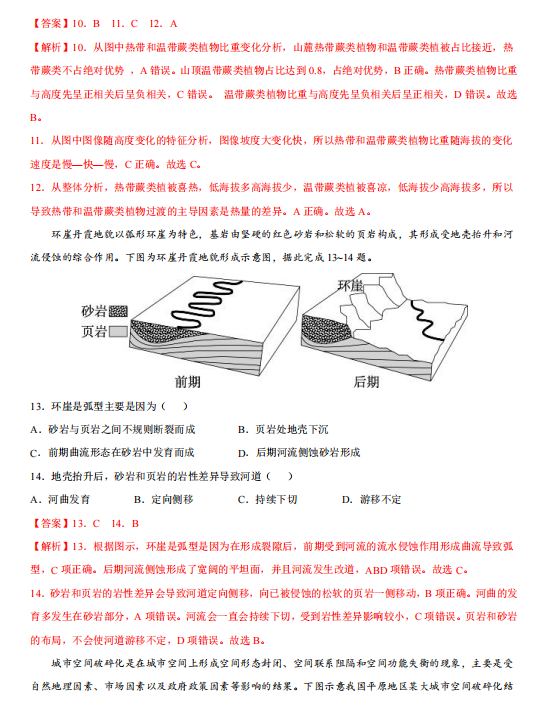 【答案】10．B　11．C　12．A
【解析】10．从图中热带和温带蕨类植物比重变化分析，山麓热带蕨类植物和温带蕨类植被占比接近，热
带蕨类不占绝对优势 ，A 错误。山顶温带蕨类植物占比达到 0.8，占绝对优势，B 正确。热带蕨类植物比重
与高度先呈正相关后呈负相关，C 错误。 温带蕨类植物比重与高度先呈负相关后呈正相关，D 错误。故选
B。
11．从图中图像随高度变化的特征分析，图像坡度大变化快，所以热带和温带蕨类植物比重随海拔的变化
速度是慢—快—慢，C 正确。故选 C。
12．从整体分析，热带蕨类植被喜热，低海拔多高海拔少，温带蕨类植被喜凉，低海拔少高海拔多，所以
导致热带和温带蕨类植物过渡的主导因素是热量的差异。A 正确。故选 A。
环崖丹霞地貌以弧形环崖为特色，基岩由坚硬的红色砂岩和松软的页岩构成，其形成受地壳抬升和河
流侵蚀的综合作用。下图为环崖丹霞地貌形成示意图，据此完成 13~14 题。
环崖
砂岩
页岩
前期
后期
13．环崖是弧型主要是因为（　）
A．砂岩与页岩之间不规则断裂而成　B．页岩处地壳下沉
C．前期曲流形态在砂岩中发育而成　D．后期河流侧蚀砂岩形成
14．地壳抬升后，砂岩和页岩的岩性差异导致河道（　）
A．河曲发育　B．定向侧移　C．持续下切　D．游移不定
【答案】13．C　14．B
【解析】13．根据图示，环崖是弧型是因为在形成裂隙后，前期受到河流的流水侵蚀作用形成曲流导致弧
型，C 项正确。后期河流侧蚀形成了宽阔的平坦面，并且河流发生改道，ABD 项错误。故选 C。
14．砂岩和页岩的岩性差异会导致河道定向侧移，向已被侵蚀的松软的页岩一侧移动，B 项正确。河曲的发
育多发生在砂岩部分，A 项错误。河流会一直会持续下切，受到岩性差异影响较小，C 项错误。页岩和砂岩
的布局，不会使河道游移不定，D 项错误。故选 B。
城市空间破碎化是在城市空间上形成空间形态封闭、空间联系阻隔和空间功能失衡的现象，主要是受
自然地理因素、市场因素以及政府政策因素等影响的结果。下图示意我国平原地区某大城市空间破碎化结